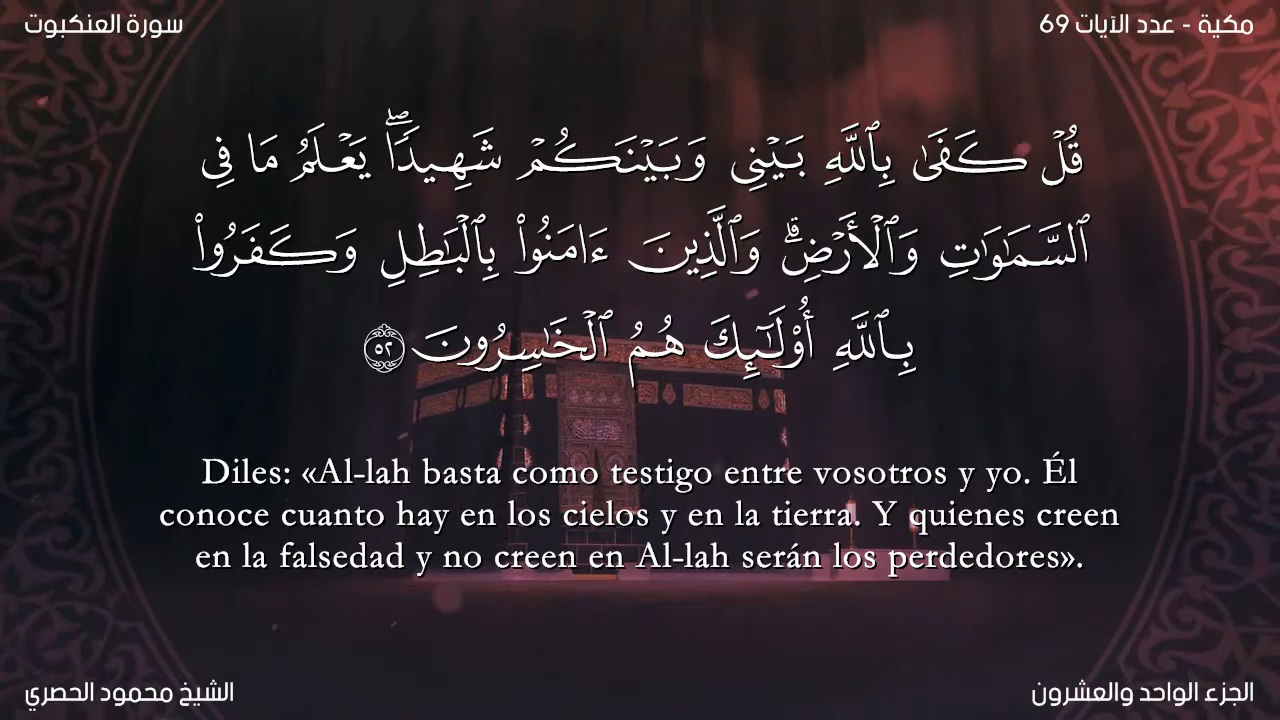 مكية - عدد الآيات 69
سورة العنكبوت
قُلْ كَفَىٰ بِٱللَّهِ بَيْنِى وَبَيْنَكُمْ شَهِيدًۭا ۖ يَعْلَمُ مَا فِى
ٱلسَّمَـٰوَٰتِ وَٱلْأَرْضِ ۗ وَٱلَّذِينَ ءَامَنُوا۟ بِٱلْبَـٰطِلِ وَكَفَرُوا۟
بِٱللَّهِ أُو۟لَـٰٓئِكَ هُمُ ٱلْخَـٰسِرُونَ ٥٢
Diles: «Al-lah basta como testigo entre vosotros y yo. Él
conoce cuanto hay en los cielos y en la tierra. Y quienes creen
en la falsedad y no creen en Al-lah serán los perdedores».
الجزء الواحد والعشرون
الشيخ محمود الحصري